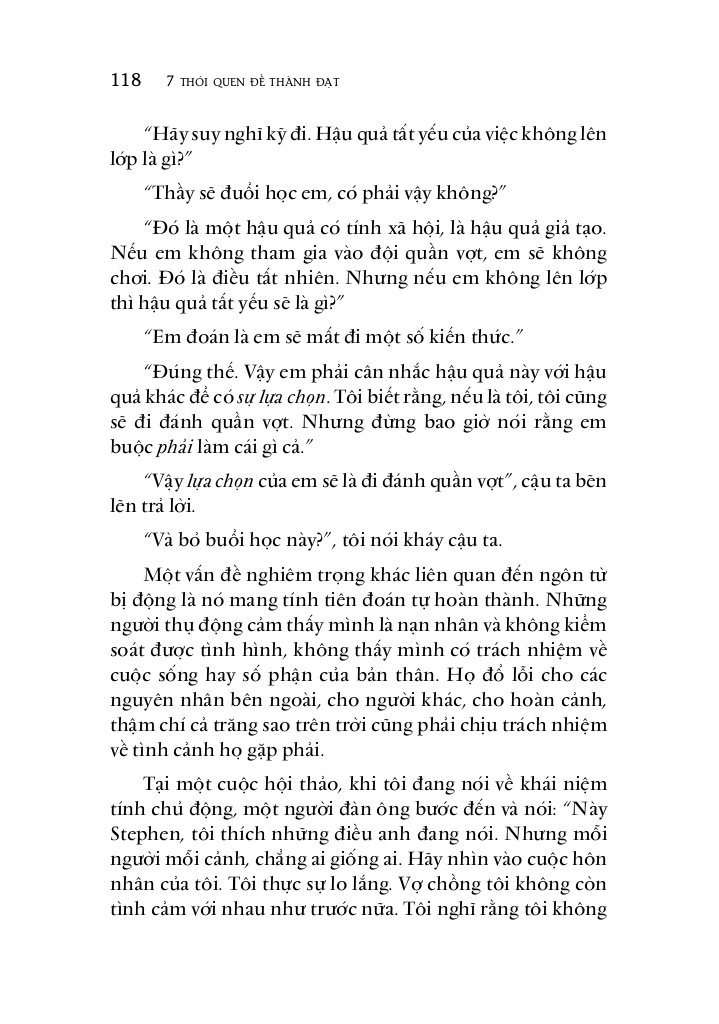 118 7 THÓI QUEN ĐỂ THÀNH ĐẠT
“Hãy suy nghĩ kỹ đi. Hậu quả tất yếu của việc không lên
lớp là gì?”
“Thầy sẽ đuổi học em, có phải vậy không?”
“Đó là một hậu quả có tính xã hội, là hậu quả giả tạo.
Nếu em không tham gia vào đội quần vợt, em sẽ không
chơi. Đó là điều tất nhiên. Nhưng nếu em không lên lớp
thì hậu quả tất yếu sẽ là gì?”
“Em đoán là em sẽ mất đi một số kiến thức.”
“Đúng thế. Vậy em phải cân nhắc hậu quả này với hậu
quả khác để có sự lựa chọn. Tôi biết rằng, nếu là tôi, tôi cũng
sẽ đi đánh quần vợt. Nhưng đừng bao giờ nói rằng em
buộc phải làm cái gì cả.”
“Vậy lựa chọn của em sẽ là đi đánh quần vợt”, cậu ta bẽn
lẽn trả lời.
“Và bỏ buổi học này?”, tôi nói kháy cậu ta.
Một vấn đề nghiêm trọng khác liên quan đến ngôn từ
bị động là nó mang tính tiên đoán tự hoàn thành. Những
người thụ động cảm thấy mình là nạn nhân và không kiểm
soát được tình hình, không thấy mình có trách nhiệm về
cuộc sống hay số phận của bản thân. Họ đổ lỗi cho các
nguyên nhân bên ngoài, cho người khác, cho hoàn cảnh,
thậm chí cả trăng sao trên trời cũng phải chịu trách nhiệm
về tình cảnh họ gặp phải.
Tại một cuộc hội thảo, khi tôi đang nói về khái niệm
tính chủ động, một người đàn ông bước đến và nói: “Này
Stephen, tôi thích những điều anh đang nói. Nhưng mỗi
người mỗi cảnh, chẳng ai giống ai. Hãy nhìn vào cuộc hôn
nhân của tôi. Tôi thực sự lo lắng. Vợ chồng tôi không còn
tình cảm với nhau như trước nữa. Tôi nghĩ rằng tôi không